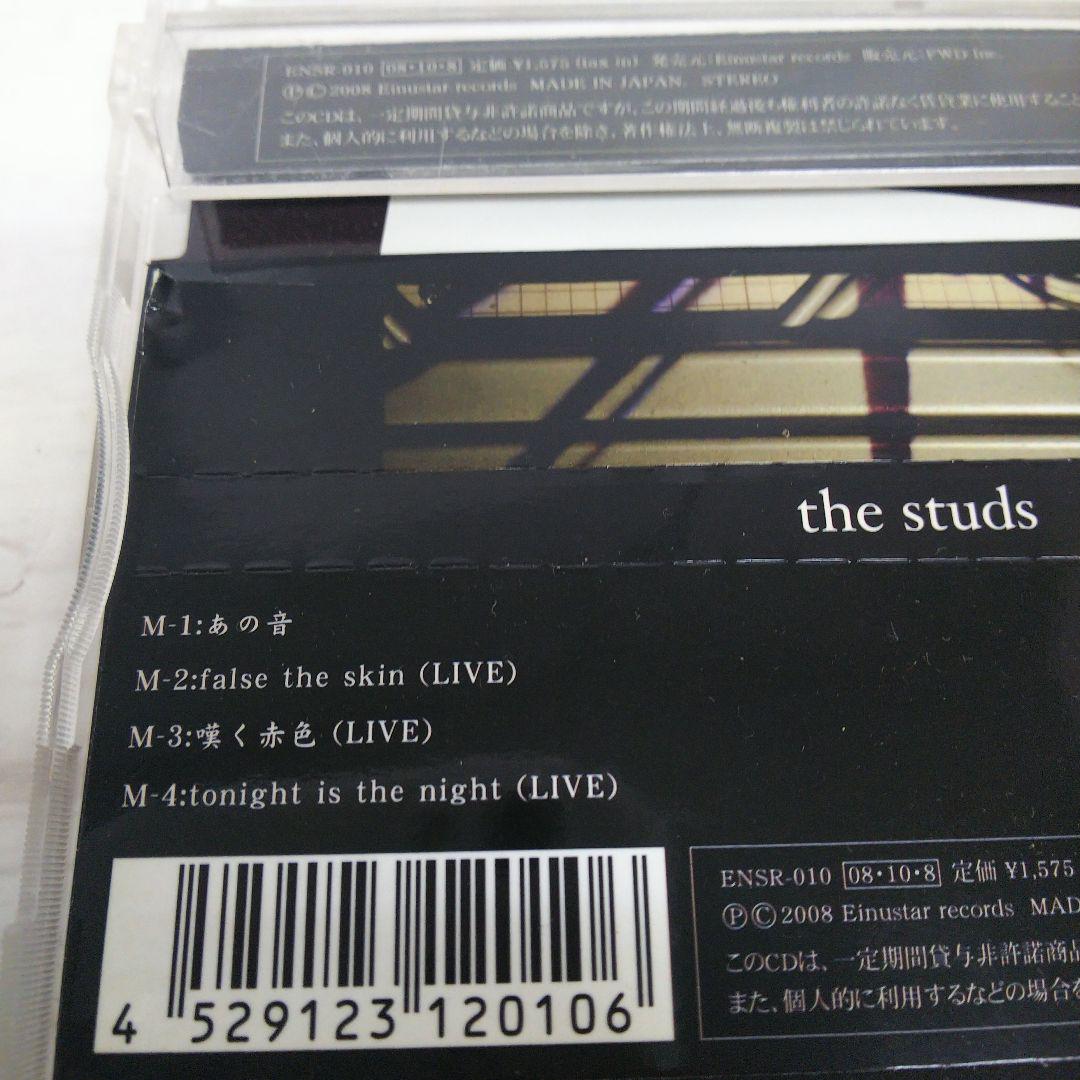 ENSR-010 08・10・8 定価 ¥1,575 (tax in) 発売元:Einustar records 販売元:FWD Inc.
ⓅⒸ2008 Einustar records MADE IN JAPAN. STEREO
このCDは、一定期間貸与非許諾商品ですが、この期間経過後も権利者の許諾なく賃貸業に使用すること
また、個人的に利用するなどの場合を除き、著作権法上、無断複製は禁じられています。
the studs
M-1:あの音
M-2:false the skin (LIVE)
M-3:嘆く赤色 (LIVE)
M-4:tonight is the night (LIVE)
4 529123 120106
ENSR-010 08・10・8 定価 ¥1,575
ⓅⒸ2008 Einustar records MAD
このCDは、一定期間貸与非許諾商品
また、個人的に利用するなどの場合を